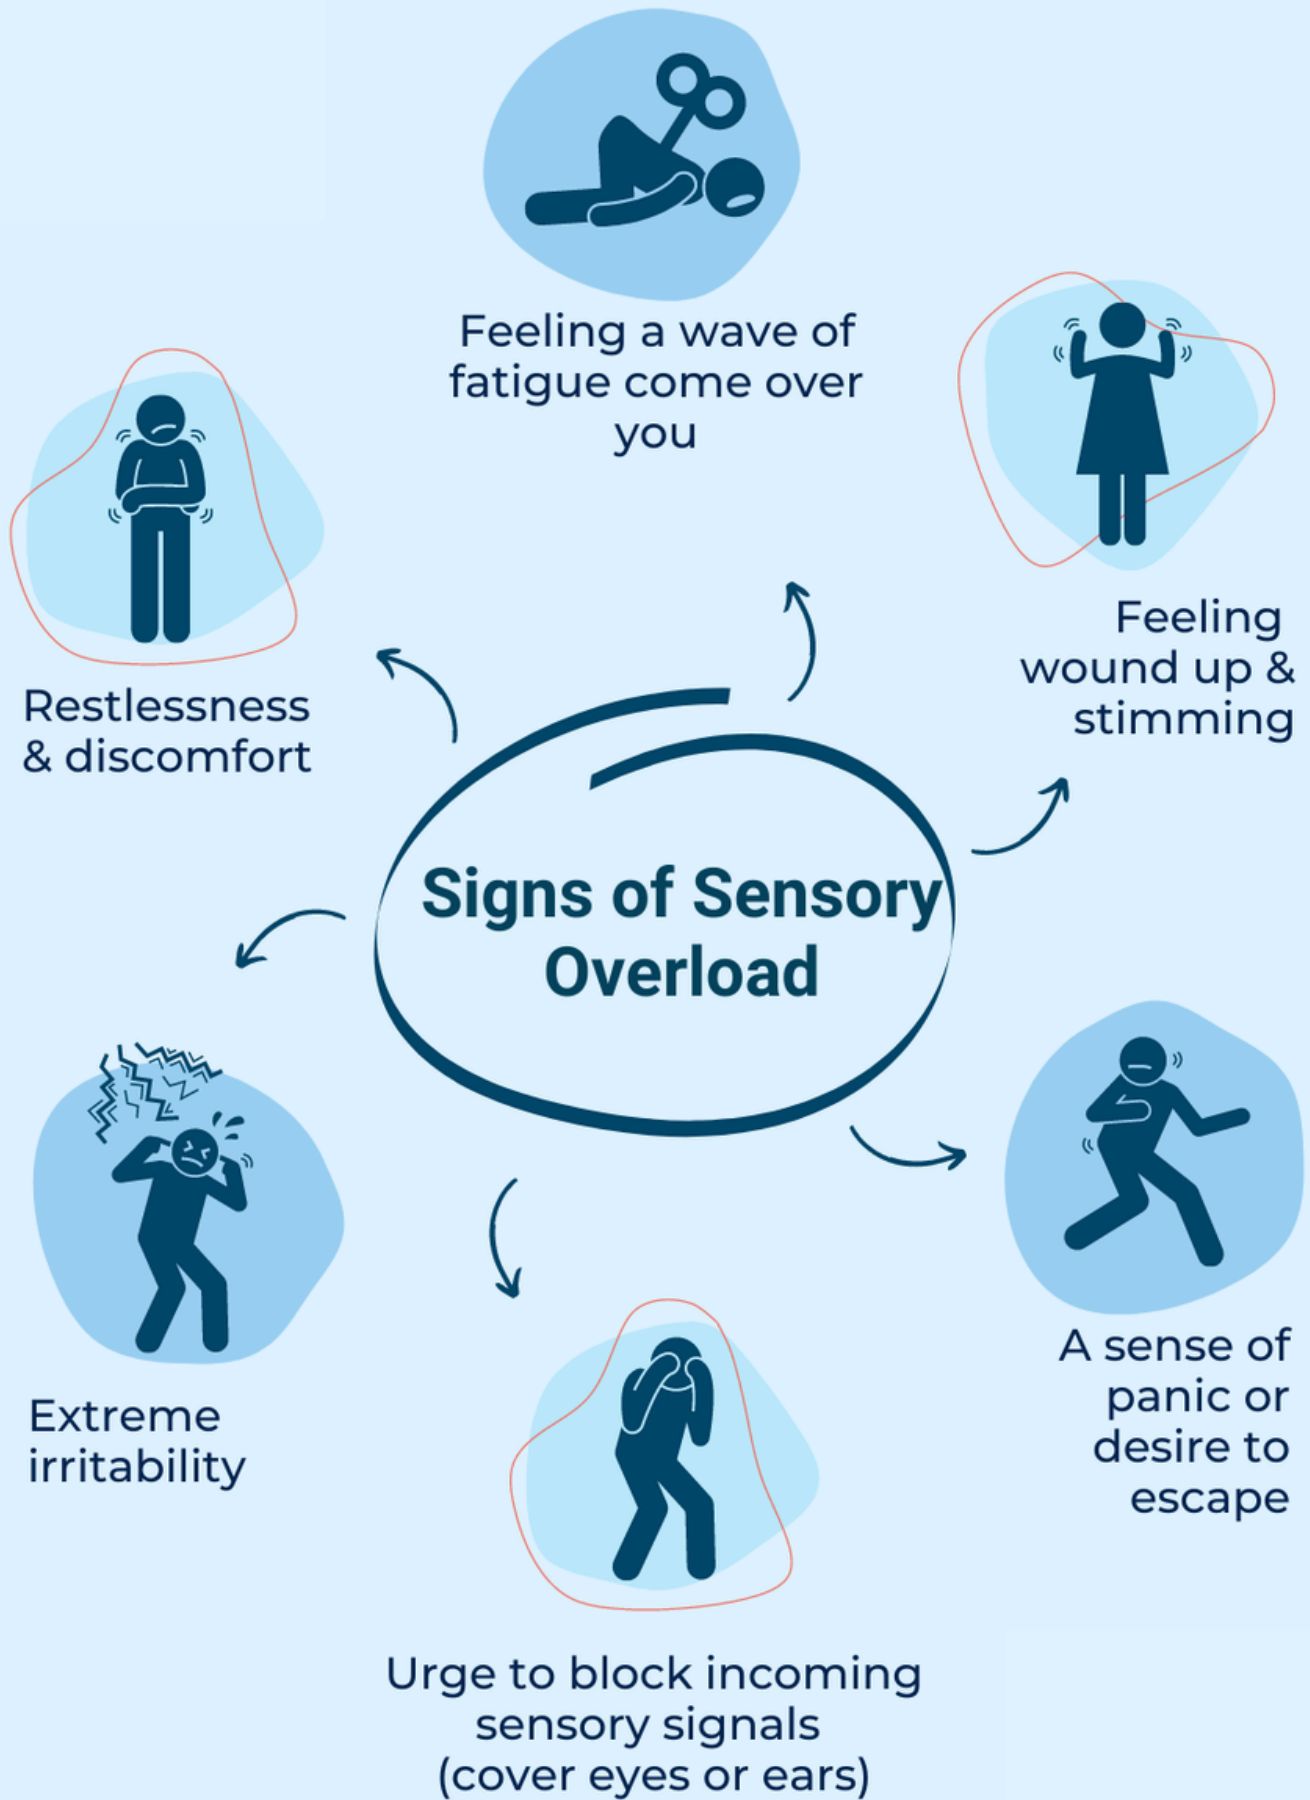 Feeling a wave of
fatigue come over
you
Feeling
wound up &
stimming
Restlessness
& discomfort
Signs of Sensory
Overload
A sense of
panic or
desire to
escape
Extreme
irritability
Urge to block incoming
sensory signals
(cover eyes or ears)